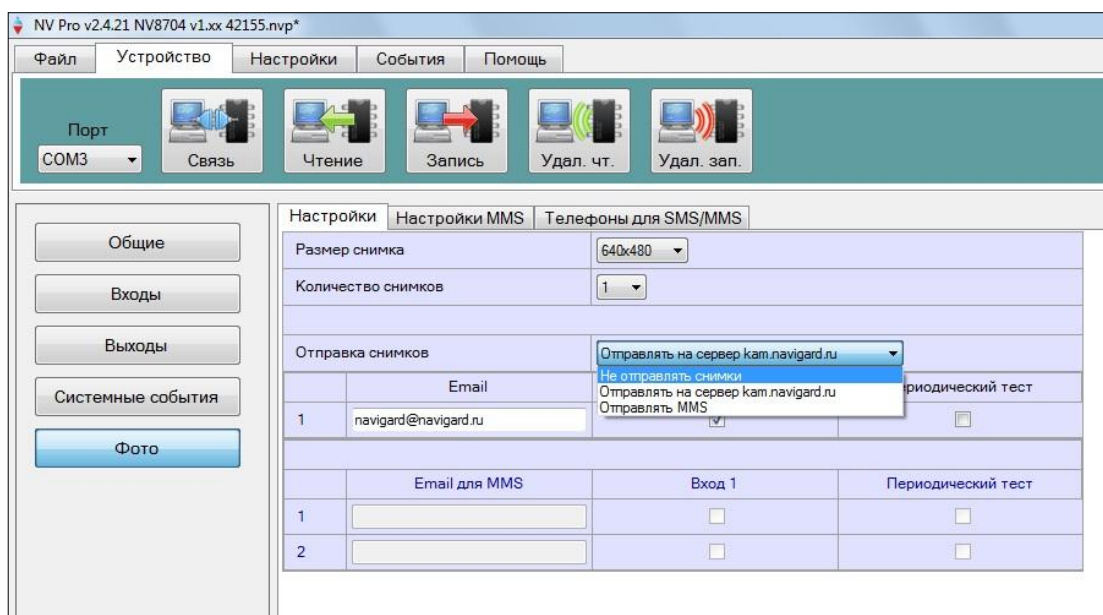 NV Pro v2.4.21 NV8704 v1.xx 42155.nvp*
Файл Устройство Настройки События Помощь
Порт
COM3 Связь Чтение Запись Удал. чт. Удал. зап.
Настройки Настройки MMS Телефоны для SMS/MMS
Общие
Входы
Выходы
Системные события
Фото
Размер снимка 640x480
Количество снимков 1
Отправка снимков Отправлять на сервер kam.navigard.ru
Не отправлять снимки
Отправлять на сервер kam.navigard.ru
Отправлять MMS
Email ериодический тест
1 navigard@navigard.ru
Email для MMS Вход 1 Периодический тест
1
2